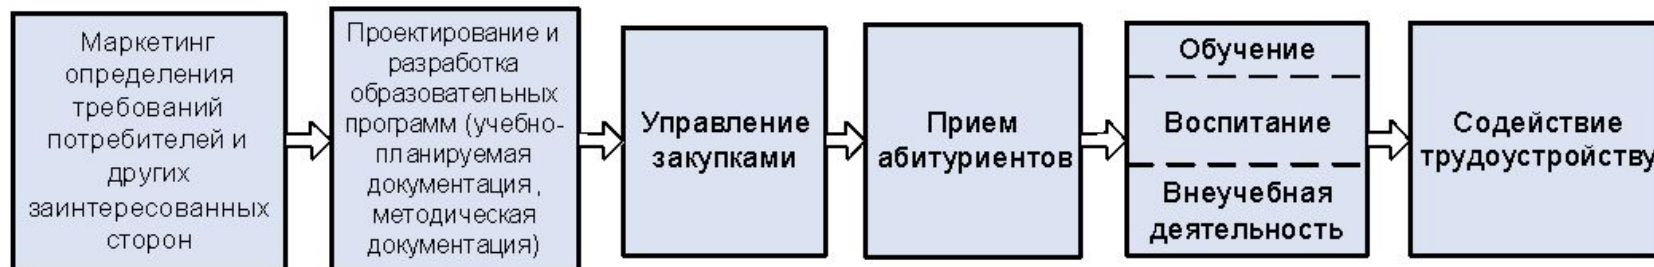 Маркетинг
определения
требований
потребителей и
других
заинтересованных
сторон
Проектирование и
разработка
образовательных
программ (учебно-
планируемая
документация,
методическая
документация)
Управление
закупками
Прием
абитуриентов
Обучение
Воспитание
Внеучебная
деятельность
Содействие
трудоустройству